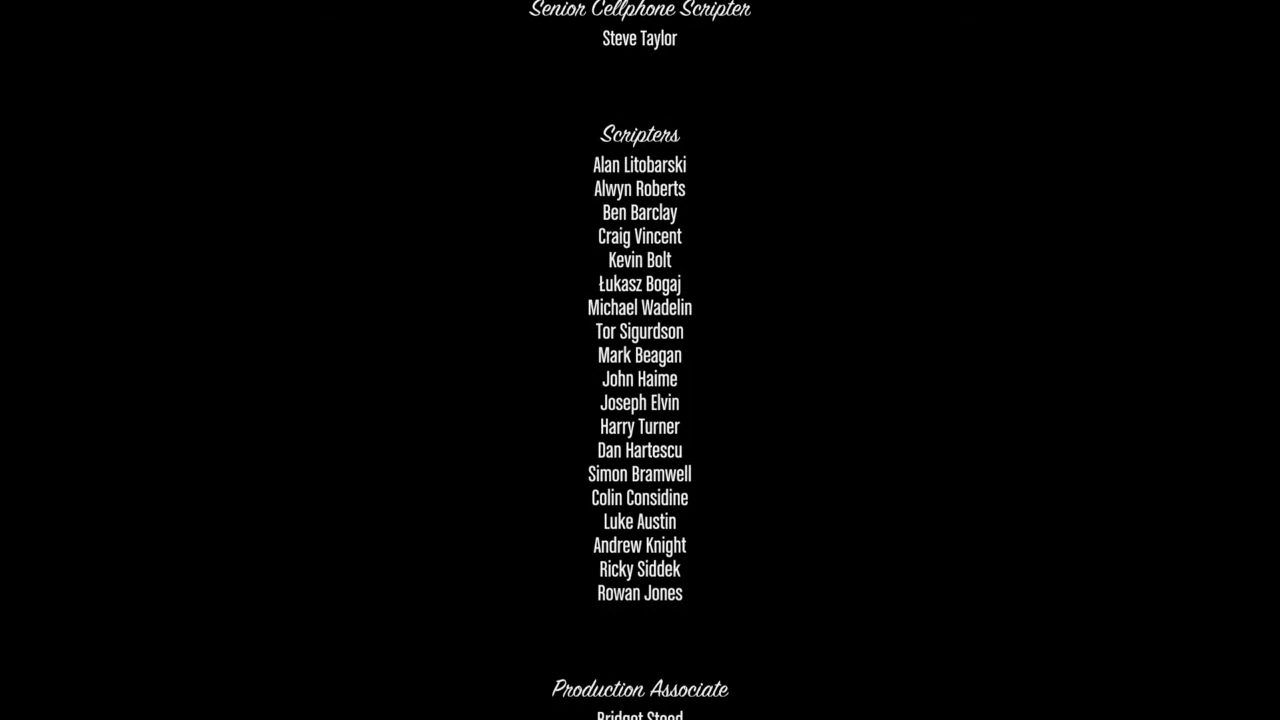 Senior Cellphone Scripter
Steve Taylor
Scripters
Alan Litobarski
Alwyn Roberts
Ben Barclay
Craig Vincent
Kevin Bolt
Łukasz Bogaj
Michael Wadelin
Tor Sigurdson
Mark Beagan
John Haime
Joseph Elvin
Harry Turner
Dan Hartescu
Simon Bramwell
Colin Considine
Luke Austin
Andrew Knight
Ricky Siddek
Rowan Jones
Production Associate
Bridget